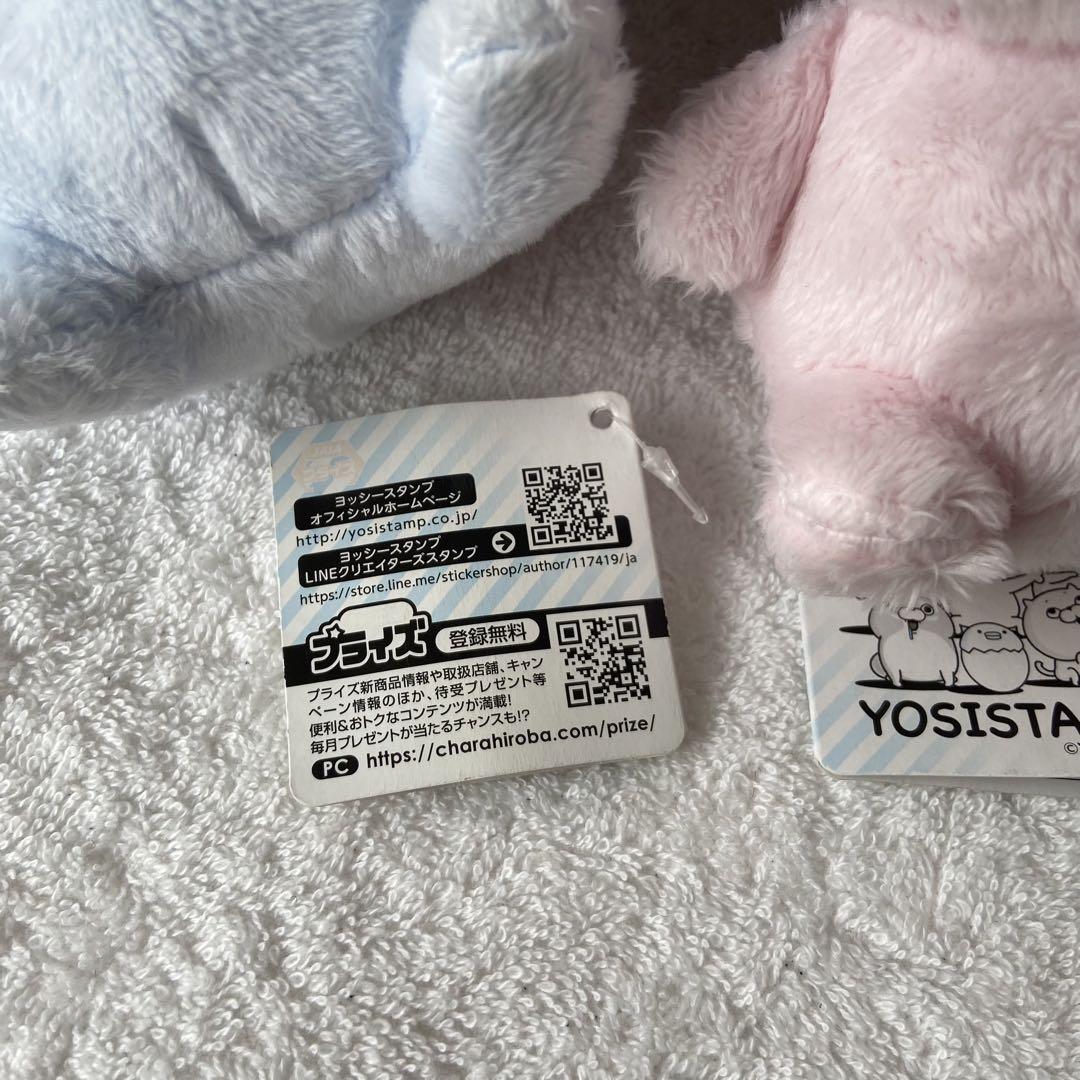 JAIA
ヨッシースタンプ
オフィシャルホームページ
http://yosistamp.co.jp/
ヨッシースタンプ
LINEクリエイターズスタンプ
https://store.line.me/stickershop/author/117419/ja
プライズ 登録無料
プライズ新商品情報や取扱店舗、キャン
ペーン情報のほか、待受プレゼント等
便利&おトクなコンテンツが満載!
毎月プレゼントが当たるチャンスも!?
PC https://charahiroba.com/prize/
YOSISTA
©